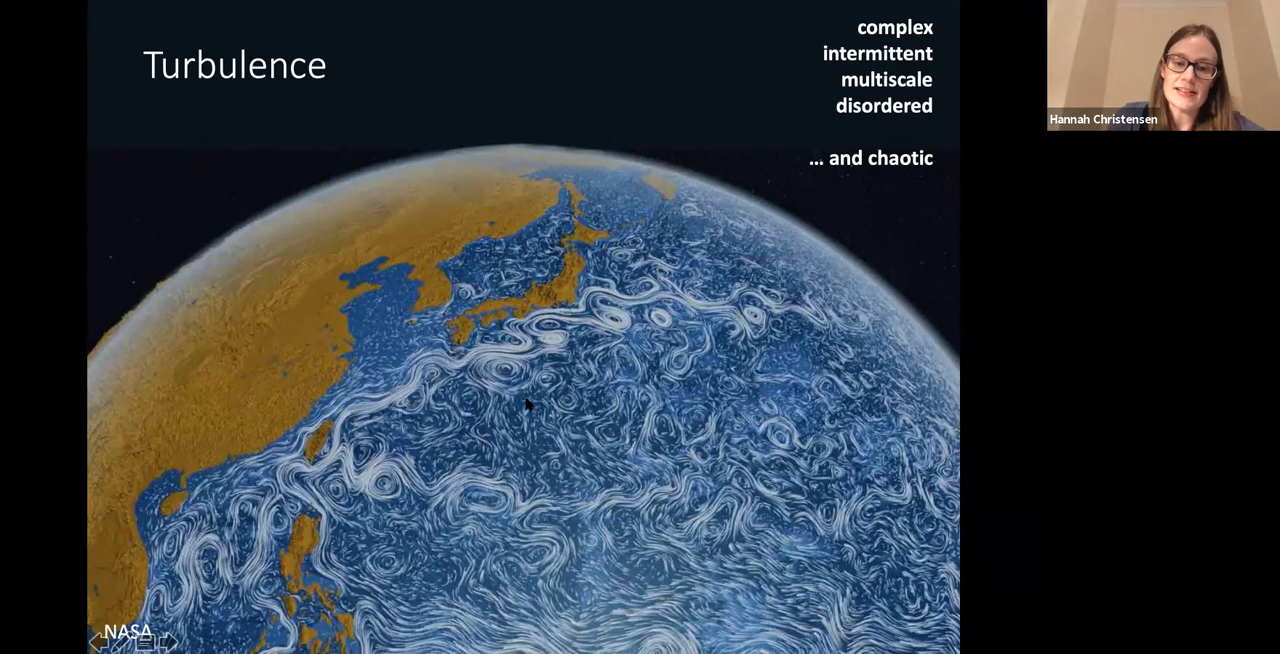 Turbulence
complex
intermittent
multiscale
disordered
... and chaotic
Hannah Christensen
NASA